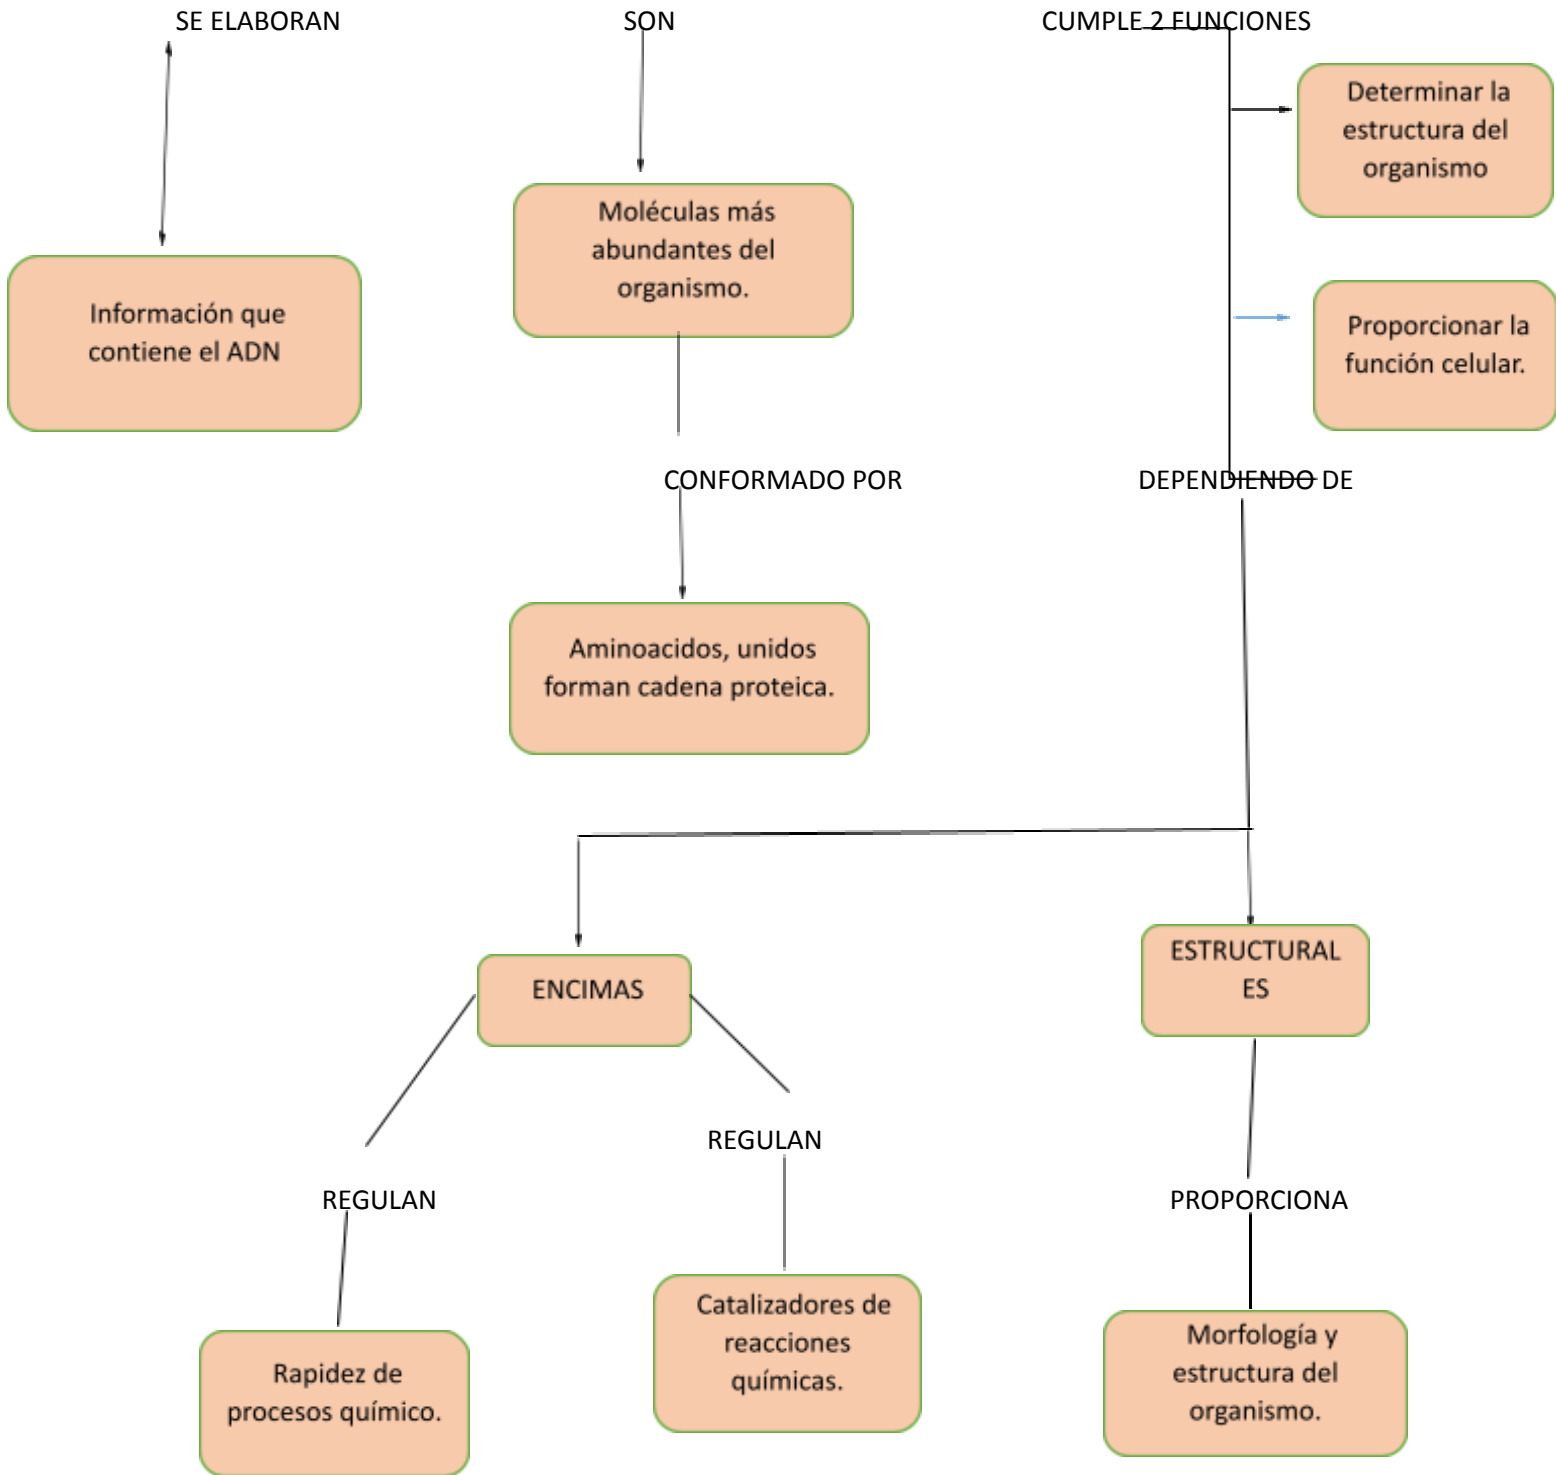 SE ELABORAN
SON
CUMPLE 2 FUNCIONES
Determinar la
estructura del
organismo
Moléculas más
abundantes del
organismo.
Información que
contiene el ADN
Proporcionar la
función celular.
CONFORMADO POR
DEPENDIENDO DE
Aminoacidos, unidos
forman cadena proteica.
ENCIMAS
ESTRUCTURAL
ES
REGULAN
REGULAN
PROPORCIONA
Rapidez de
procesos químico.
Catalizadores de
reacciones
químicas.
Morfología y
estructura del
organismo.